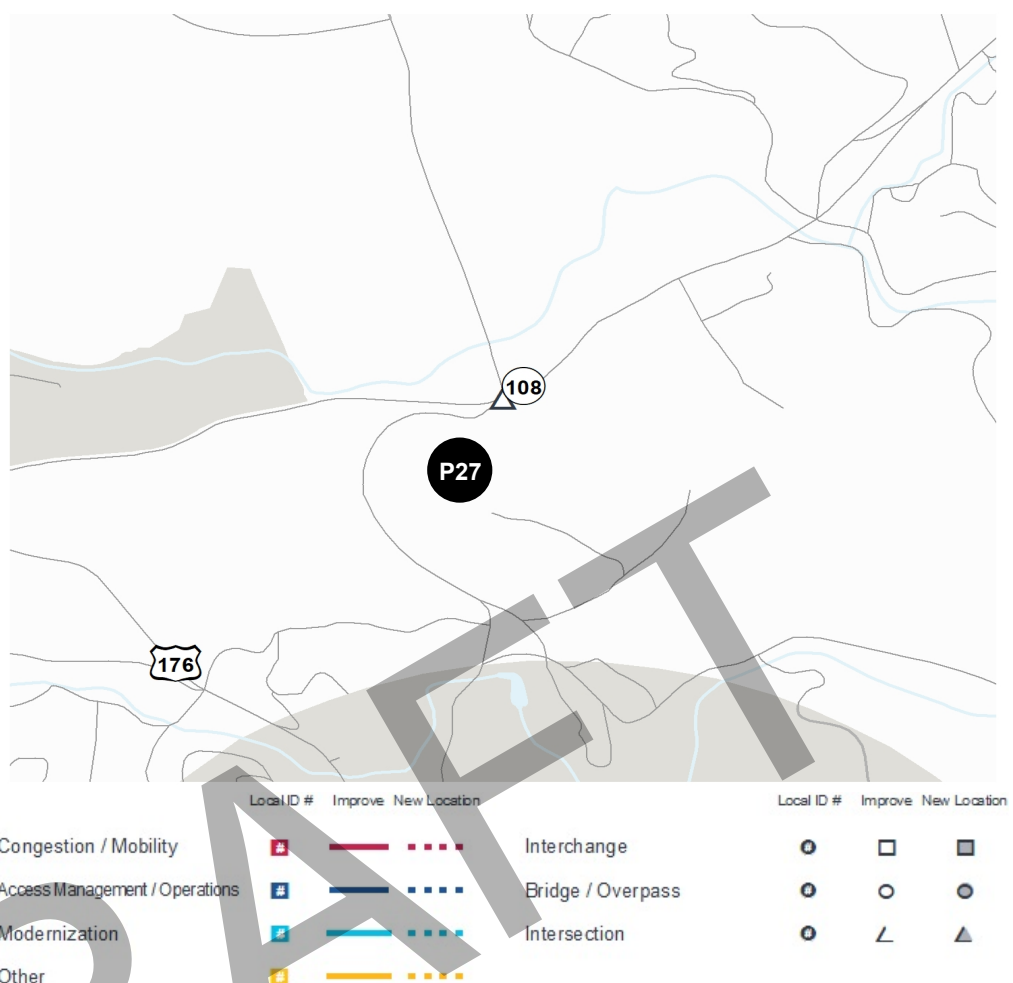 108
P27
176
Local ID # Improve New Location Local ID # Improve New Location
Congestion / Mobility # Interchange #
Access Management / Operations # Bridge / Overpass #
Modernization # Intersection #
Other #
RAFT